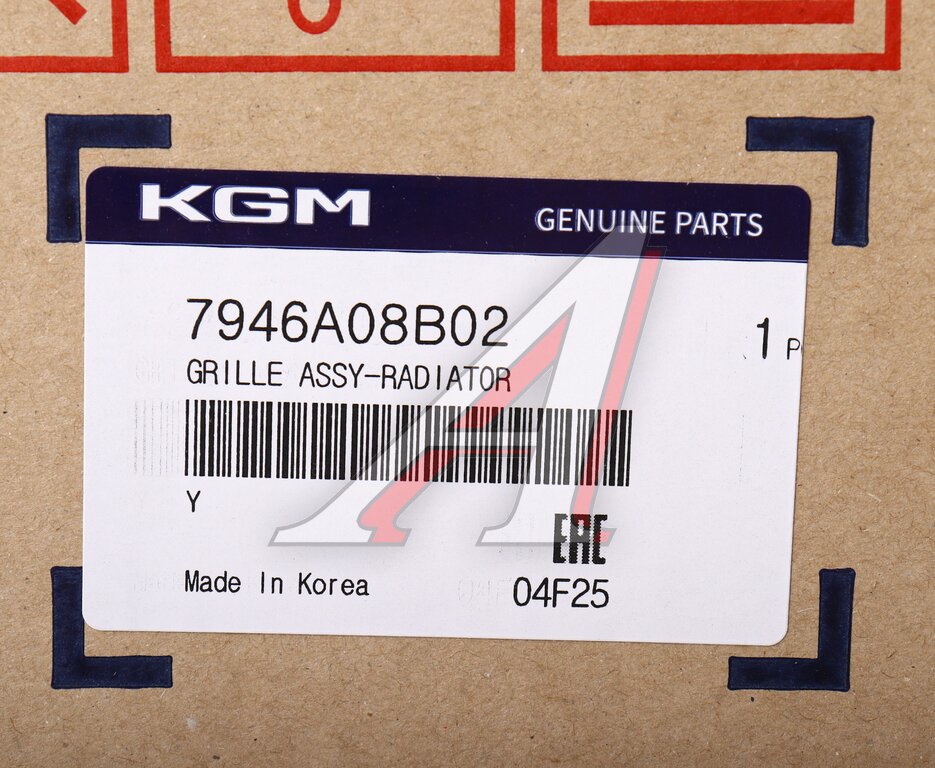 KGM
GENUINE PARTS
7946A08B02
1 P
GRILLE ASSY-RADIATOR
Y
EAC
Made In Korea
04F25